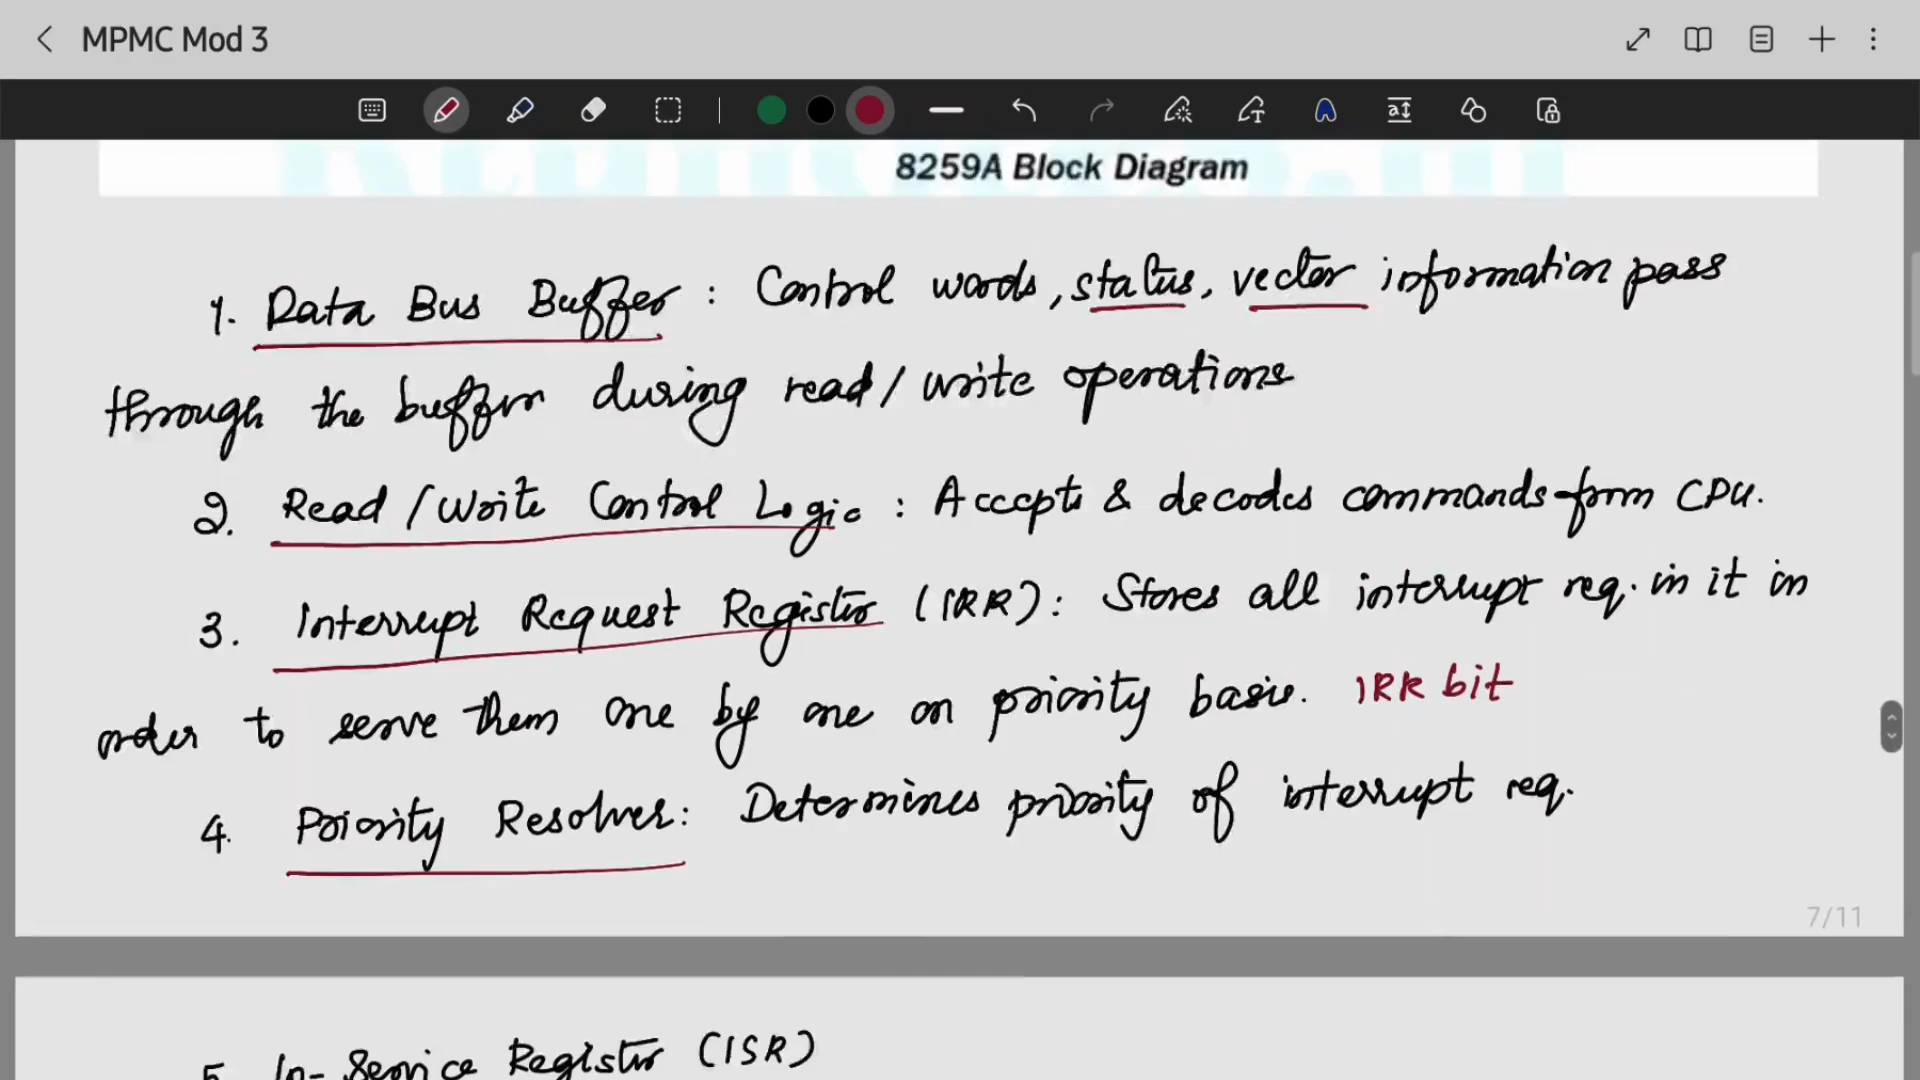 MPMC Mod 3
8259A Block Diagram
1. Data Bus Buffer : Control words, status, vector information pass
through the buffer during read/write operations
2. Read/Write Control Logic : Accepts & decodes commands from CPU.
3. Interrupt Request Register (IRR): Stores all interrupt req. in it in
order to serve them one by one on priority basis. IRR bit
4. Priority Resolver: Determines priority of interrupt req.
7/11
5. In-Service Register (ISR)